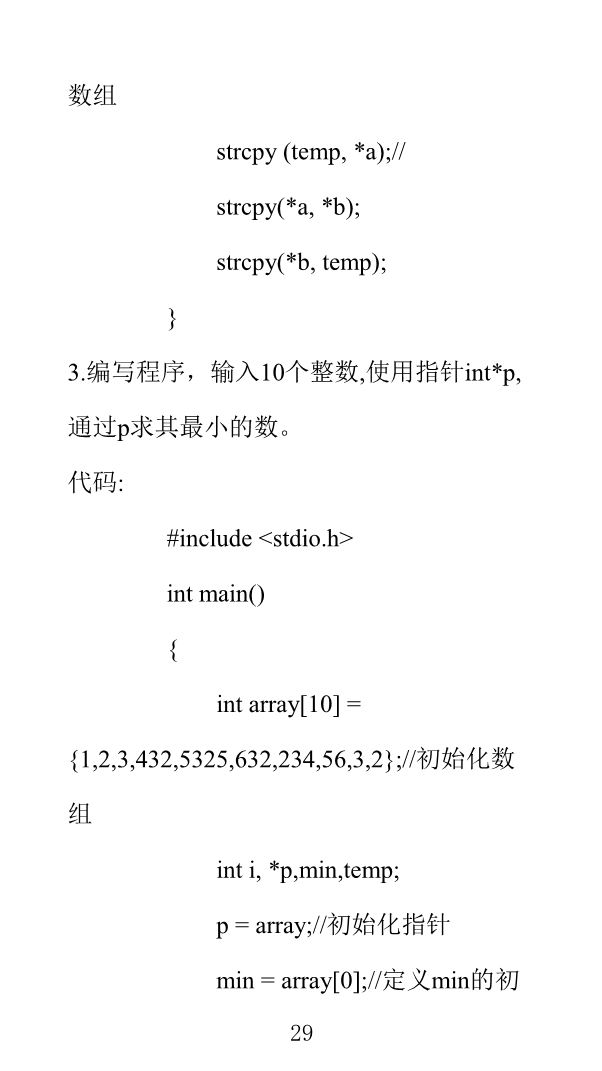 数组
strcpy (temp, *a);//
strcpy(*a, *b);
strcpy(*b, temp);
}
3.编写程序，输入10个整数,使用指针int*p,
通过p求其最小的数。
代码:
#include <stdio.h>
int main()
{
int array[10] =
{1,2,3,432,5325,632,234,56,3,2};//初始化数
组
int i, *p,min,temp;
p = array;//初始化指针
min = array[0];//定义min的初
29